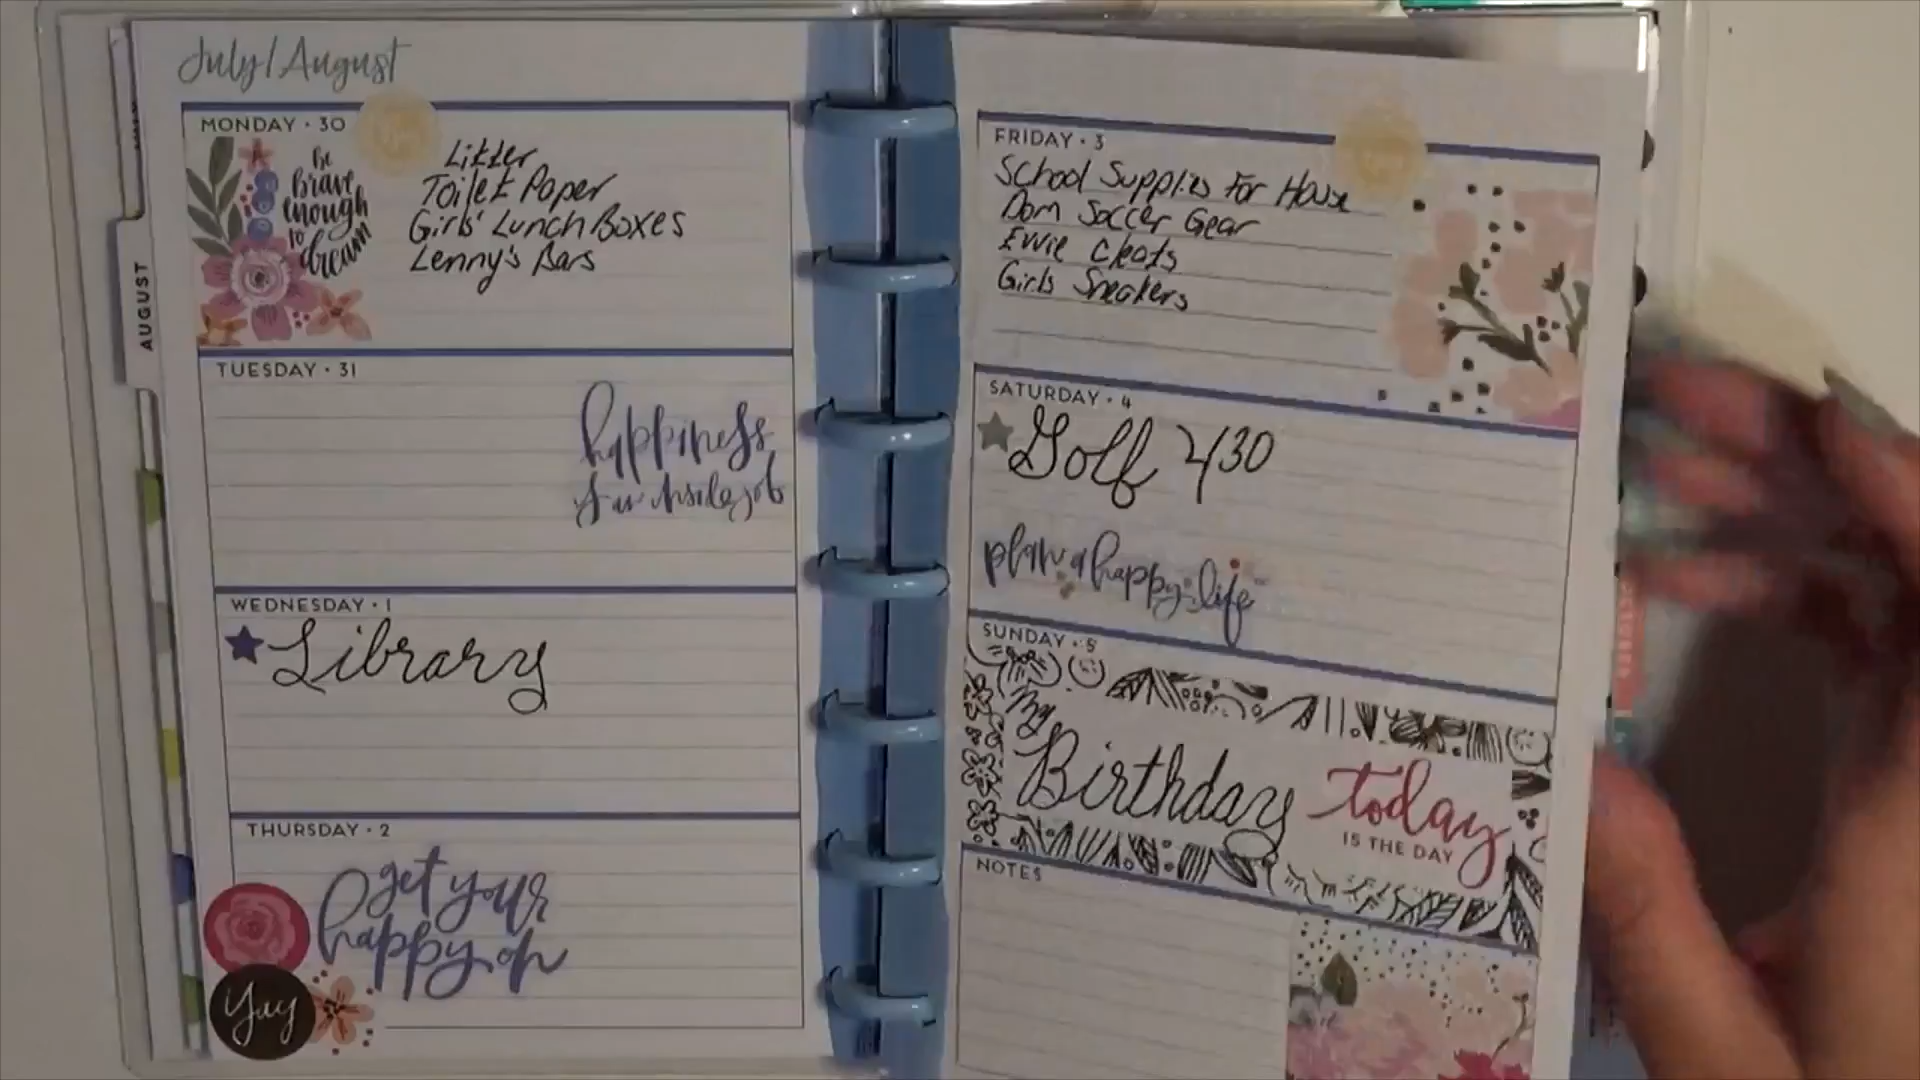 July/August
MONDAY · 30
be
brave
enough
to
dream
Litter
Toilet Paper
Girls' Lunch Boxes
Lenny's Bars
AUGUST
TUESDAY · 31
happiness
is an inside job
WEDNESDAY · 1
Library
THURSDAY · 2
get your
happy on
Yay
FRIDAY · 3
School Supplies For House
Dom Soccer Gear
Evvie Cleats
Girls Sneakers
SATURDAY · 4
Golf 430
plan a happy life
SUNDAY · 5
My
Birthday
today
IS THE DAY
NOTES